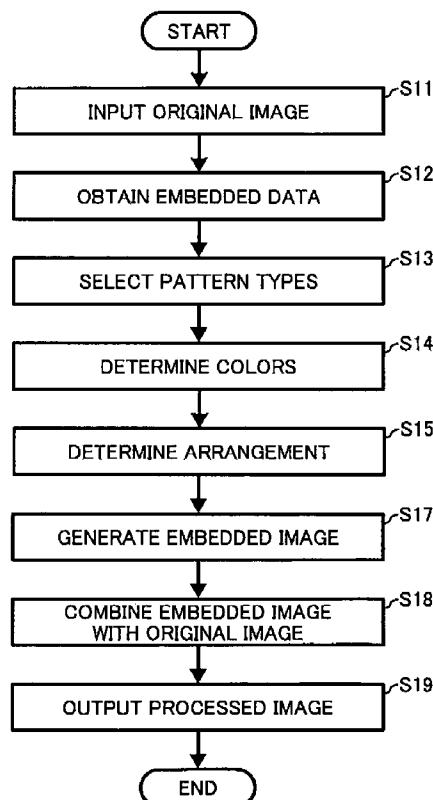 START
S11
INPUT ORIGINAL IMAGE
S12
OBTAIN EMBEDDED DATA
S13
SELECT PATTERN TYPES
S14
DETERMINE COLORS
S15
DETERMINE ARRANGEMENT
S17
GENERATE EMBEDDED IMAGE
S18
COMBINE EMBEDDED IMAGE
WITH ORIGINAL IMAGE
S19
OUTPUT PROCESSED IMAGE
END